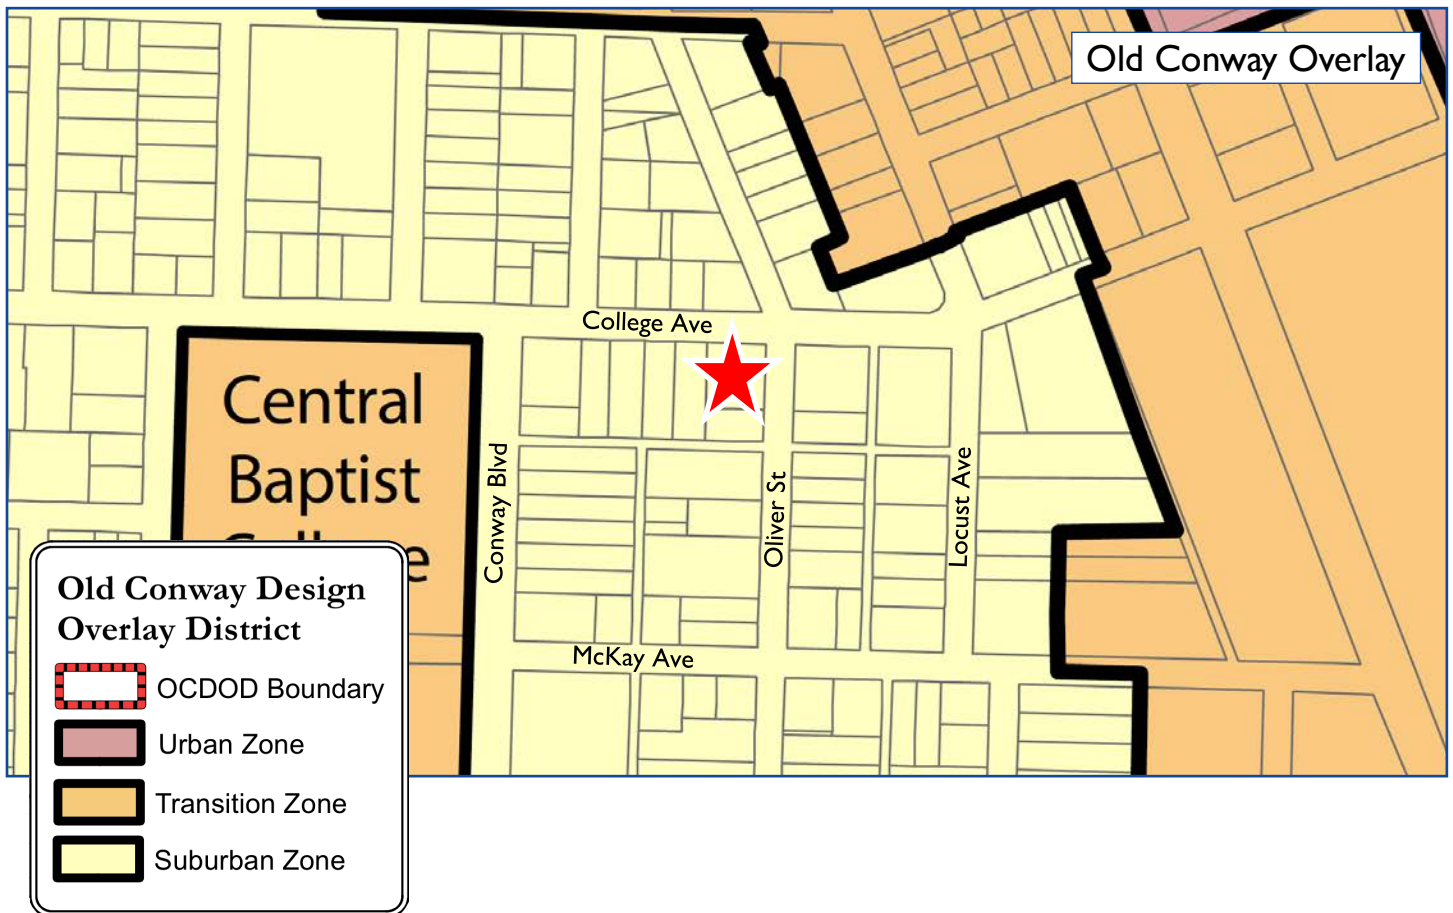 Old Conway Overlay
College Ave
Central
Baptist
Conway Blvd
Oliver St
Locust Ave
McKay Ave
Old Conway Design
Overlay District
OCDOD Boundary
Urban Zone
Transition Zone
Suburban Zone